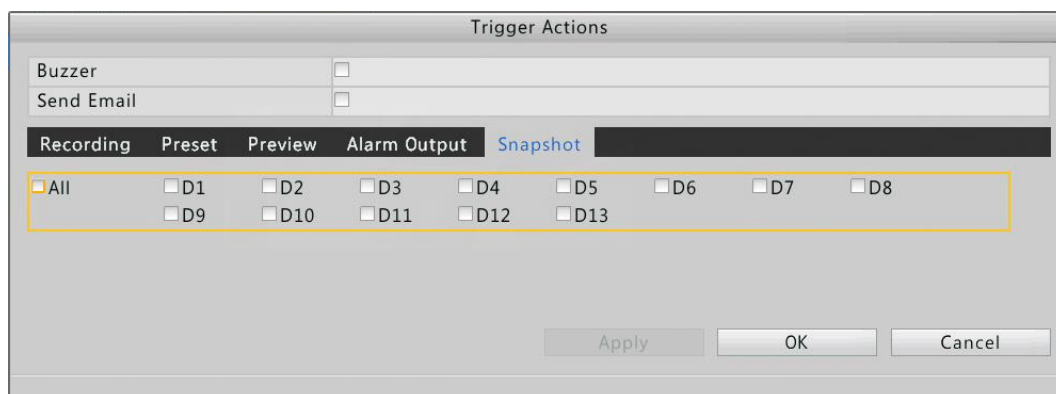 Trigger Actions
Buzzer
Send Email
Recording Preset Preview Alarm Output Snapshot
All D1 D2 D3 D4 D5 D6 D7 D8
D9 D10 D11 D12 D13
Apply OK Cancel